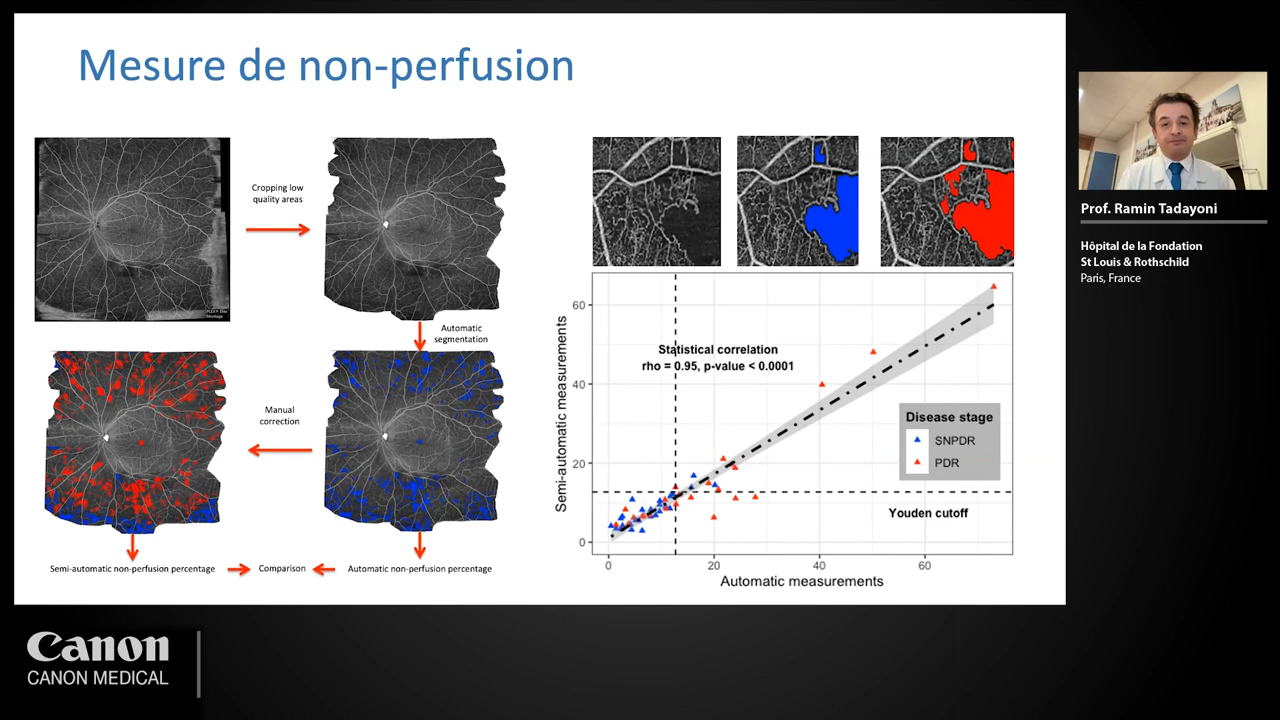 Mesure de non-perfusion
Cropping low
quality areas
PLEX® Elite
Montage
Automatic
segmentation
Manual
correction
Semi-automatic non-perfusion percentage
Comparison
Automatic non-perfusion percentage
Semi-automatic measurements
60
40
20
0
Statistical correlation
rho = 0.95, p-value < 0.0001
Disease stage
SNPDR
PDR
Youden cutoff
0
20
40
60
Automatic measurements
Prof. Ramin Tadayoni
Hôpital de la Fondation
St Louis & Rothschild
Paris, France
Canon
CANON MEDICAL